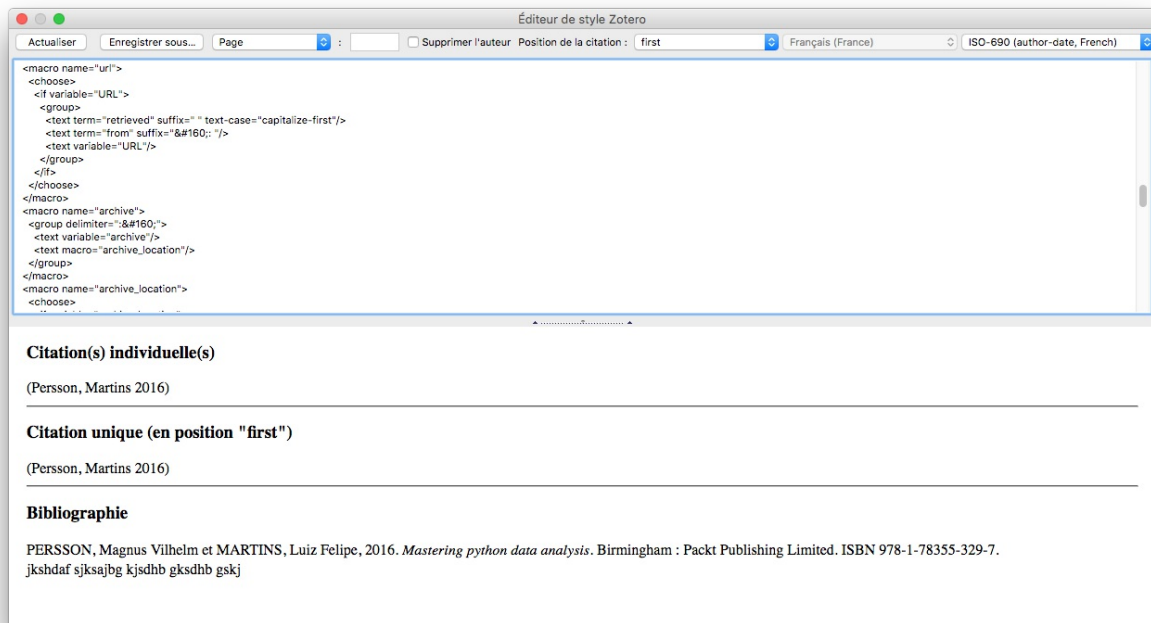 Éditeur de style Zotero
Actualiser Enregistrer sous... Page : Supprimer l'auteur Position de la citation : first Français (France) ISO-690 (author-date, French)
<macro name="url">
<choose>
<if variable="URL">
<group>
<text term="retrieved" suffix=" " text-case="capitalize-first"/>
<text term="from" suffix="&#160;: "/>
<text variable="URL"/>
</group>
</if>
</choose>
</macro>
<macro name="archive">
<group delimiter=":&#160;">
<text variable="archive"/>
<text macro="archive_location"/>
</group>
</macro>
<macro name="archive_location">
<choose>
Citation(s) individuelle(s)
(Persson, Martins 2016)
Citation unique (en position "first")
(Persson, Martins 2016)
Bibliographie
PERSSON, Magnus Vilhelm et MARTINS, Luiz Felipe, 2016. Mastering python data analysis. Birmingham : Packt Publishing Limited. ISBN 978-1-78355-329-7.
jkshdaf sjksajbg kjsdhb gksdhb gskj